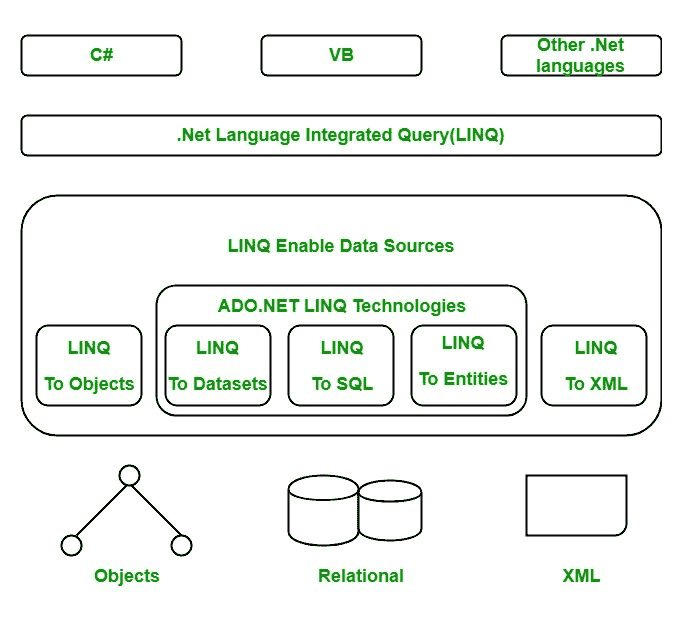 C#
VB
Other .Net
languages
.Net Language Integrated Query(LINQ)
LINQ Enable Data Sources
ADO.NET LINQ Technologies
LINQ
To Objects
LINQ
To Datasets
LINQ
To SQL
LINQ
To Entities
LINQ
To XML
Objects
Relational
XML